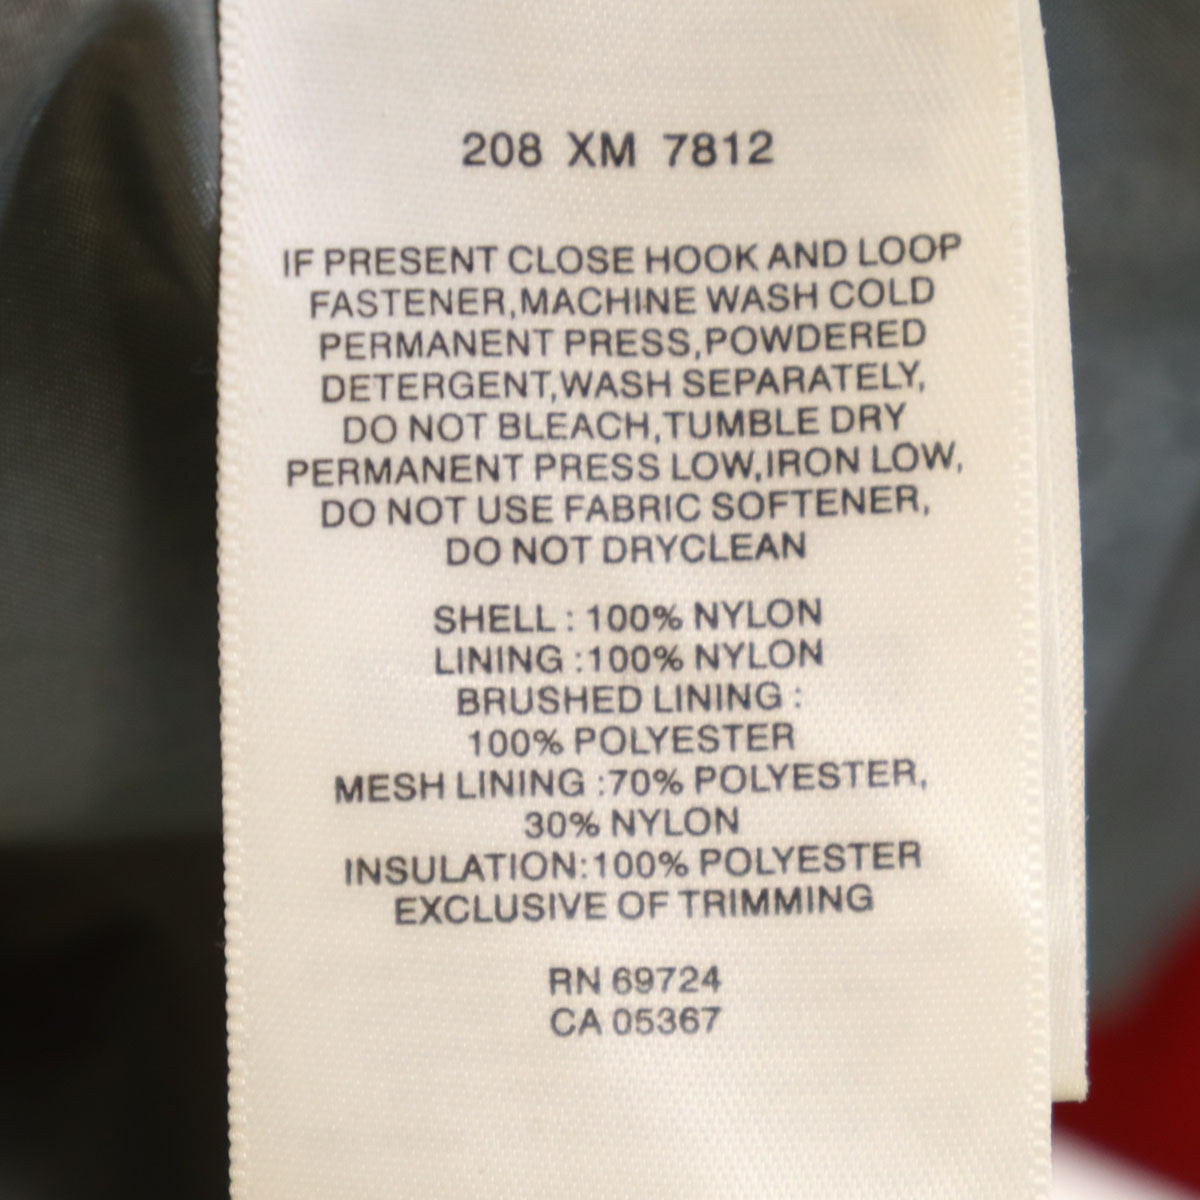 208 XM 7812
IF PRESENT CLOSE HOOK AND LOOP
FASTENER,MACHINE WASH COLD
PERMANENT PRESS,POWDERED
DETERGENT,WASH SEPARATELY,
DO NOT BLEACH,TUMBLE DRY
PERMANENT PRESS LOW,IRON LOW,
DO NOT USE FABRIC SOFTENER,
DO NOT DRYCLEAN
SHELL : 100% NYLON
LINING :100% NYLON
BRUSHED LINING :
100% POLYESTER
MESH LINING :70% POLYESTER,
30% NYLON
INSULATION:100% POLYESTER
EXCLUSIVE OF TRIMMING
RN 69724
CA 05367